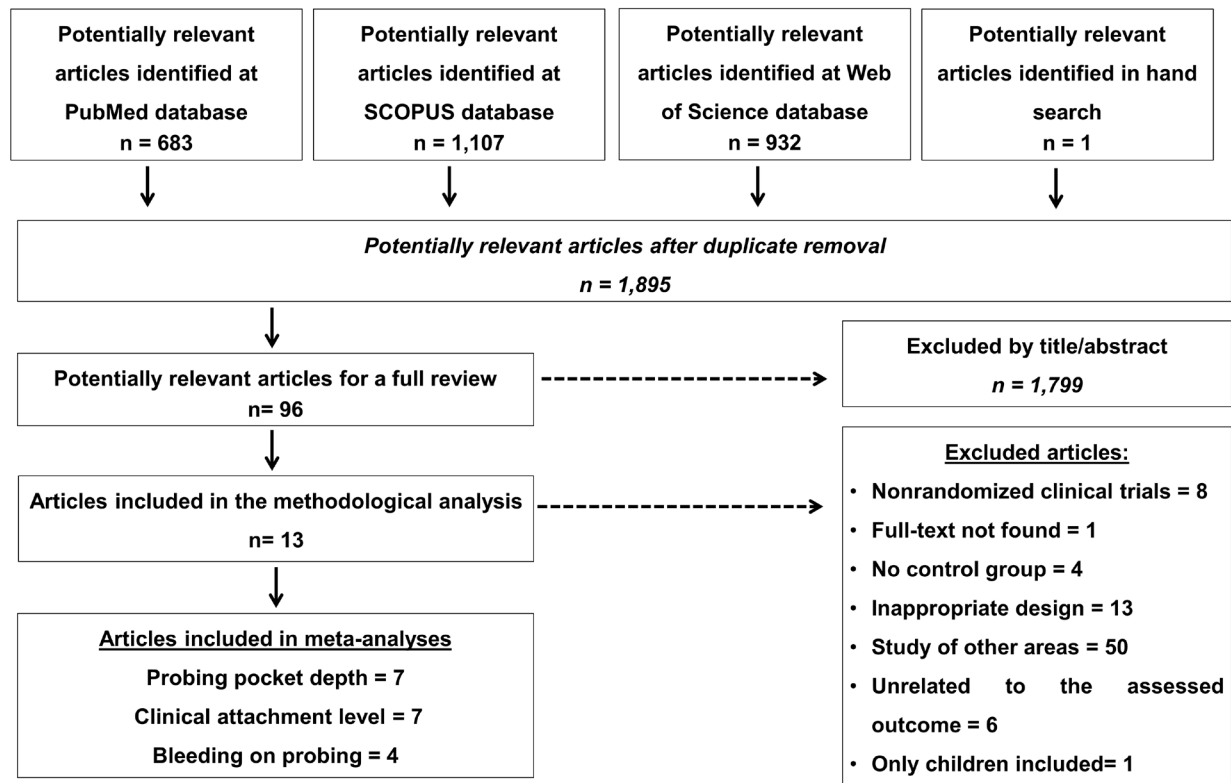 Potentially relevant
articles identified at
PubMed database
n = 683
Potentially relevant
articles identified at
SCOPUS database
n = 1,107
Potentially relevant
articles identified at Web
of Science database
n = 932
Potentially relevant
articles identified in hand
search
n = 1
Potentially relevant articles after duplicate removal
n = 1,895
Potentially relevant articles for a full review
n= 96
Excluded by title/abstract
n = 1,799
Articles included in the methodological analysis
n= 13
Excluded articles:
• Nonrandomized clinical trials = 8
• Full-text not found = 1
• No control group = 4
• Inappropriate design = 13
• Study of other areas = 50
• Unrelated to the assessed
outcome = 6
• Only children included= 1
Articles included in meta-analyses
Probing pocket depth = 7
Clinical attachment level = 7
Bleeding on probing = 4